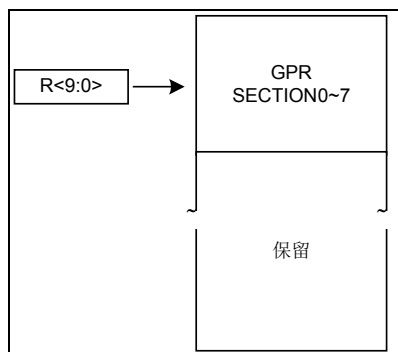 R<9:0>
GPR
SECTION0~7
~ ~
保留